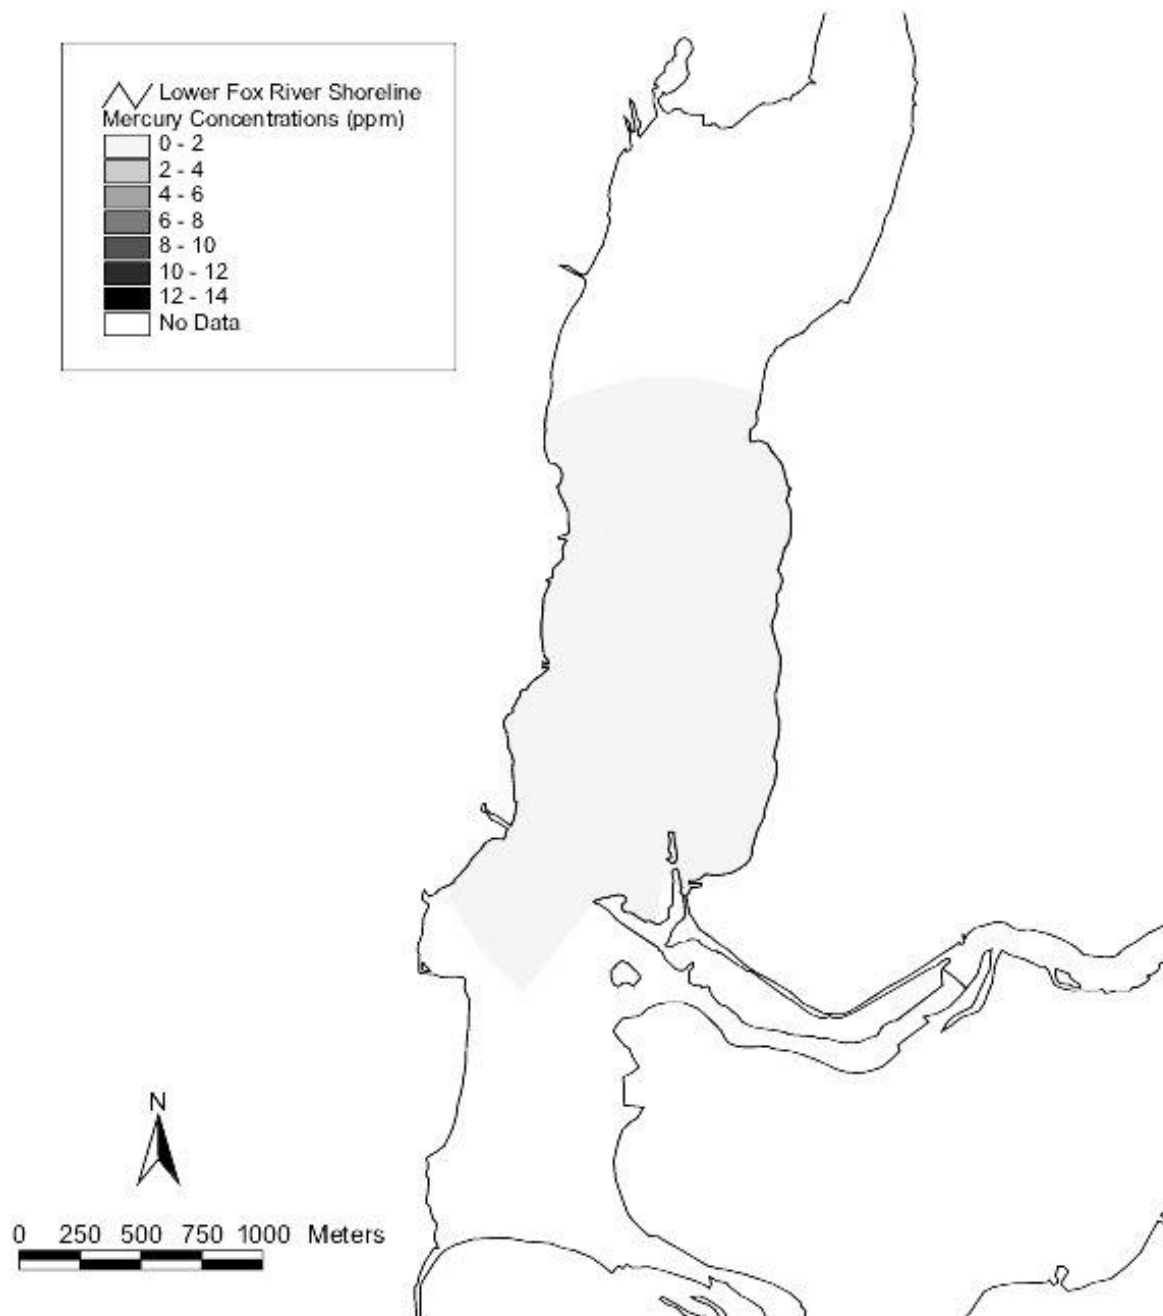 Lower Fox River Shoreline
Mercury Concentrations (ppm)
0 - 2
2 - 4
4 - 6
6 - 8
8 - 10
10 - 12
12 - 14
No Data
N
0 250 500 750 1000 Meters